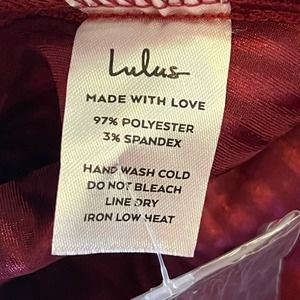 Lulus
MADE WITH LOVE
97% POLYESTER
3% SPANDEX
HAND WASH COLD
DO NOT BLEACH
LINE DRY
IRON LOW HEAT